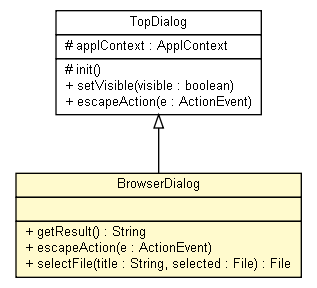 TopDialog
# applContext : ApplContext
# init()
+ setVisible(visible : boolean)
+ escapeAction(e : ActionEvent)
BrowserDialog
+ getResult() : String
+ escapeAction(e : ActionEvent)
+ selectFile(title : String, selected : File) : File